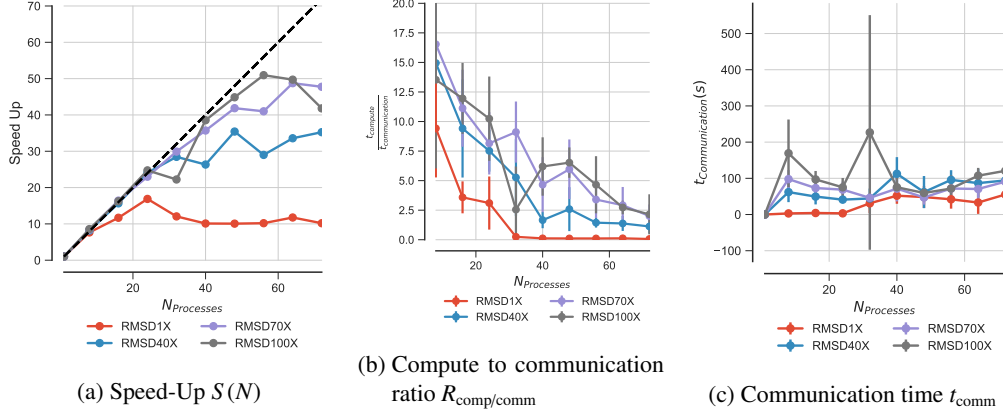 70
60
50
40
30
20
10
0
Speed Up
20
40
60
N_Processes
RMSD1X
RMSD40X
RMSD70X
RMSD100X
(a) Speed-Up S(N)
20.0
17.5
15.0
12.5
10.0
7.5
5.0
2.5
0.0
t_compute
t_communication
20
40
60
N_Processes
RMSD1X
RMSD40X
RMSD70X
RMSD100X
(b) Compute to communication
ratio R_comp/comm
500
400
300
200
100
0
−100
t_Communication(s)
20
40
60
N_Processes
RMSD1X
RMSD40X
RMSD70X
RMSD100X
(c) Communication time t_comm